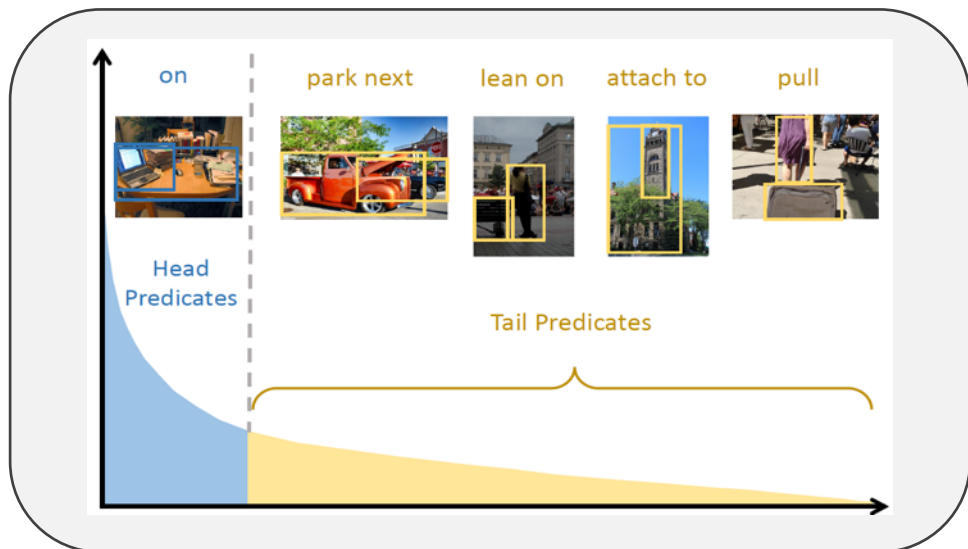 on
park next
lean on
attach to
pull
Head
Predicates
Tail Predicates